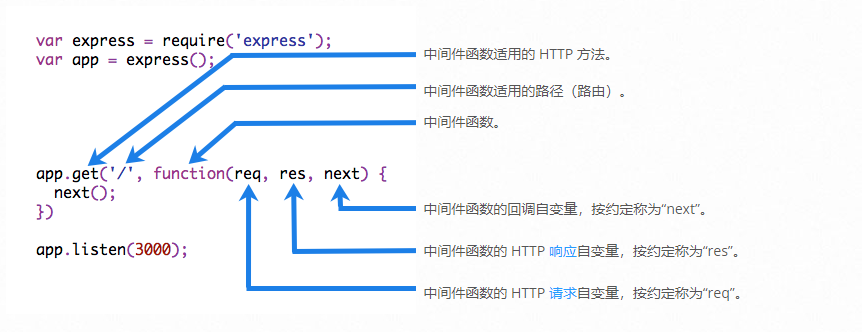 var express = require('express');
var app = express();
中间件函数适用的 HTTP 方法。
中间件函数适用的路径（路由）。
中间件函数。
app.get('/', function(req, res, next) {
next();
})
app.listen(3000);
中间件函数的回调自变量，按约定称为“next”。
中间件函数的 HTTP 响应自变量，按约定称为“res”。
中间件函数的 HTTP 请求自变量，按约定称为“req”。